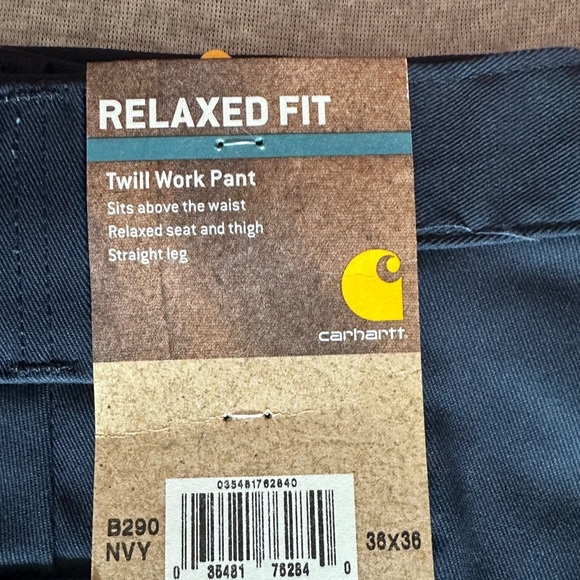 RELAXED FIT
Twill Work Pant
Sits above the waist
Relaxed seat and thigh
Straight leg
carhartt
035481762840
B290
NVY
36X36
0 35481 76284 0